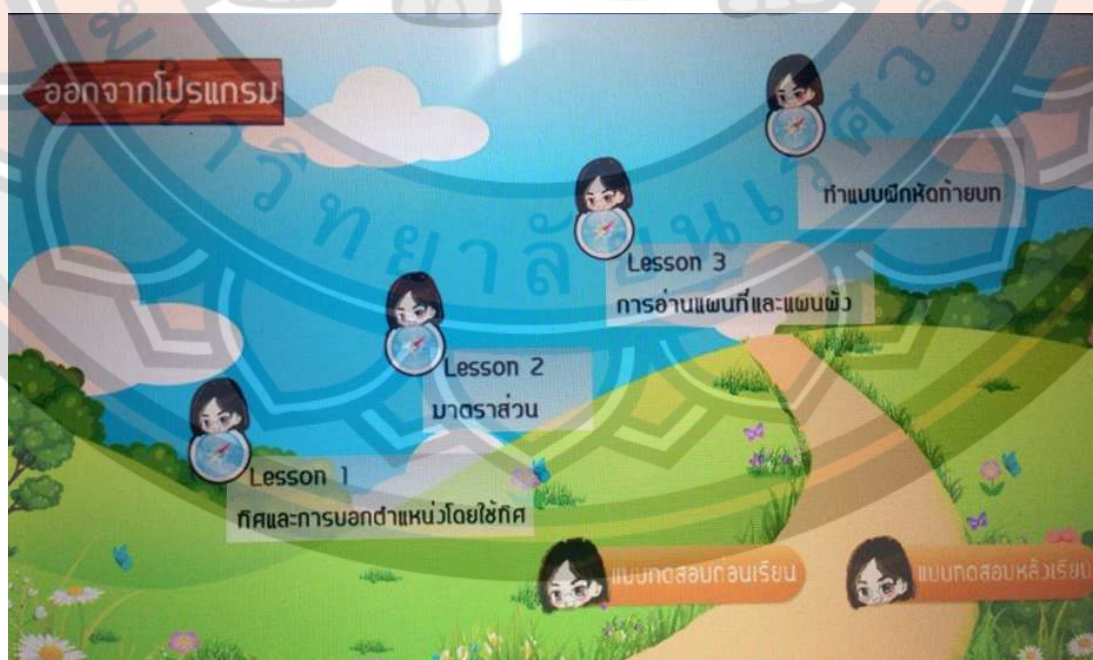 ออกจากโปรแกรม
ทำแบบฝึกหัดท้ายบท
Lesson 3
การอ่านแผนที่และแผนผัง
Lesson 2
มาตราส่วน
Lesson 1
ทิศและการบอกตำแหน่งโดยใช้ทิศ
แบบทดสอบก่อนเรียน
แบบทดสอบหลังเรียน